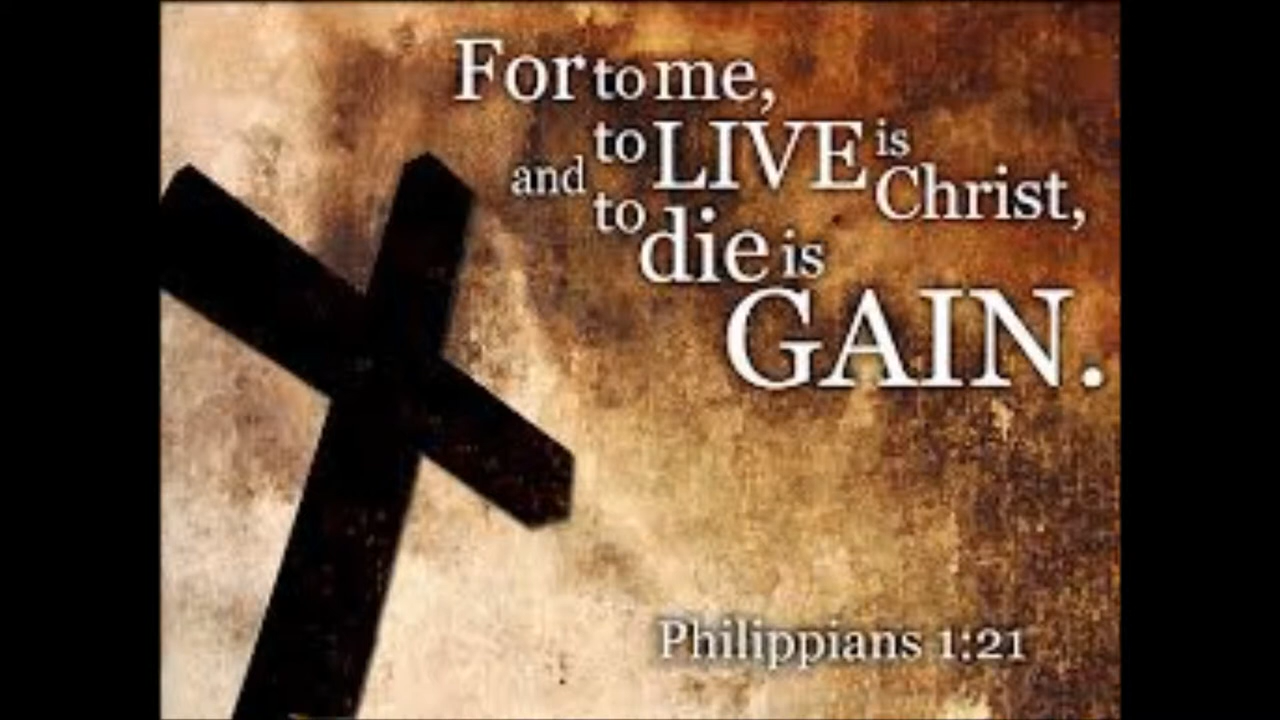 For to me,
to LIVE is Christ,
and to die is
GAIN.
Philippians 1:21